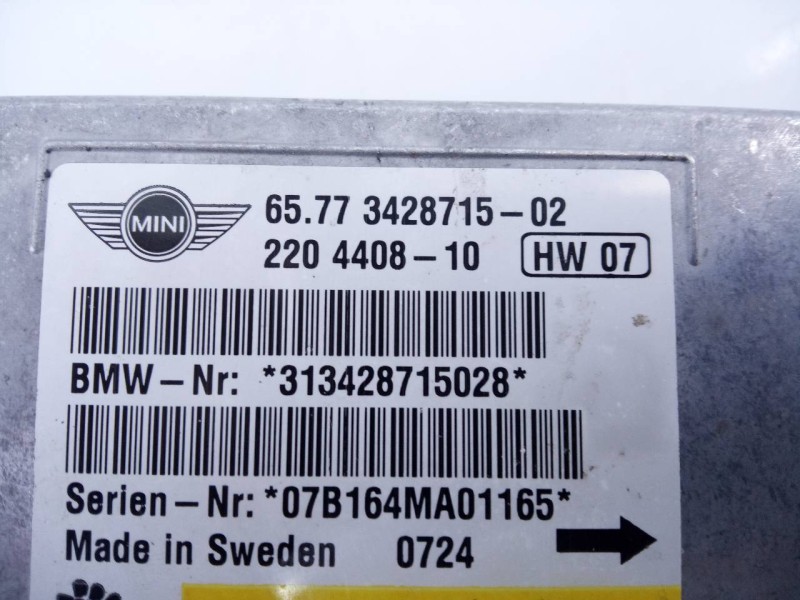 MINI
65.77 3428715-02
220 4408-10 HW 07
BMW-Nr: *313428715028*
Serien-Nr: *07B164MA01165*
Made in Sweden 0724